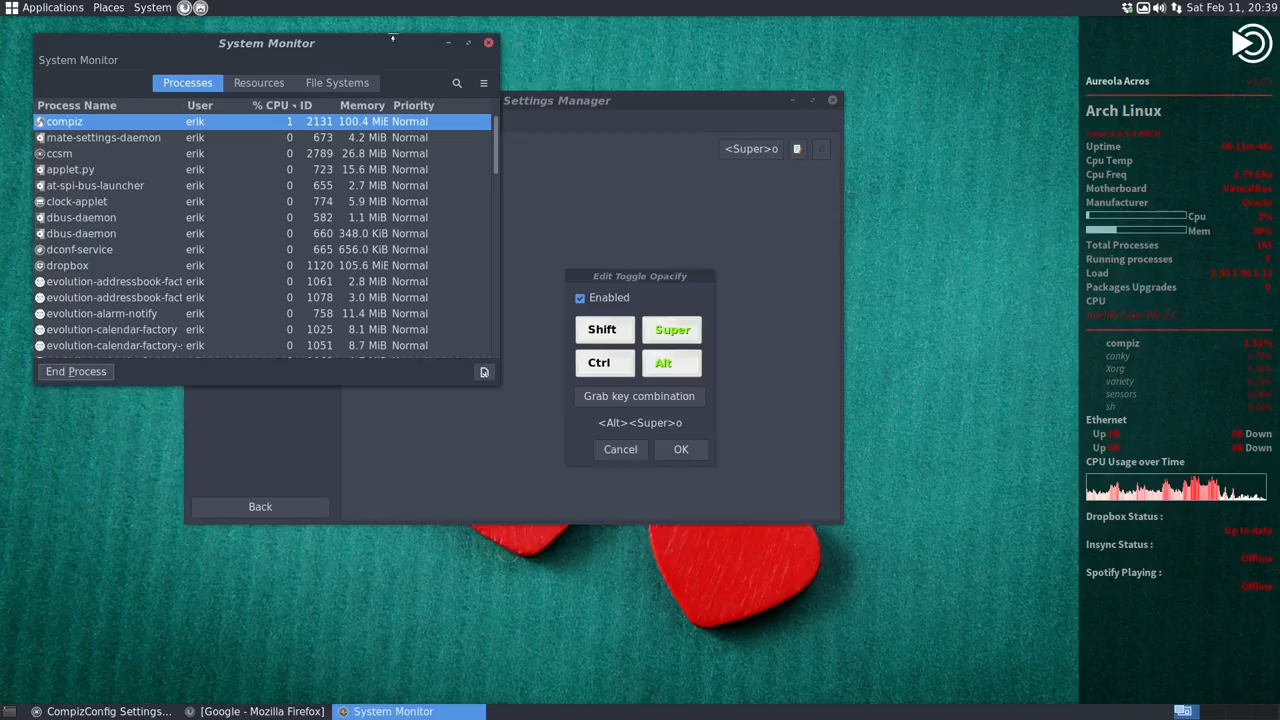 Applications Places System
Sat Feb 11, 20:39
System Monitor
System Monitor
Processes Resources File Systems
Process Name User % CPU ID Memory Priority
compiz erik 1 2131 100.4 MiB Normal
mate-settings-daemon erik 0 673 4.2 MiB Normal
ccsm erik 0 2789 26.8 MiB Normal
applet.py erik 0 723 15.6 MiB Normal
at-spi-bus-launcher erik 0 655 2.7 MiB Normal
clock-applet erik 0 774 5.9 MiB Normal
dbus-daemon erik 0 582 1.1 MiB Normal
dbus-daemon erik 0 660 348.0 KiB Normal
dconf-service erik 0 665 656.0 KiB Normal
dropbox erik 0 1120 105.6 MiB Normal
evolution-addressbook-fact erik 0 1061 2.8 MiB Normal
evolution-addressbook-fact erik 0 1078 3.0 MiB Normal
evolution-alarm-notify erik 0 758 11.4 MiB Normal
evolution-calendar-factory erik 0 1025 8.1 MiB Normal
evolution-calendar-factory- erik 0 1051 8.7 MiB Normal
End Process
Settings Manager
<Super>o
Edit Toggle Opacify
Enabled
Shift Super
Ctrl Alt
Grab key combination
<Alt><Super>o
Cancel OK
Back
Aureola Acros
Arch Linux
Uptime
Cpu Temp
Cpu Freq
Motherboard VirtualBox
Manufacturer Oracle
Cpu
Mem
Total Processes
Running processes
Load
Packages Upgrades
CPU
compiz
conky
Xorg
variety
sensors
sh
Ethernet
Up Down
Up Down
CPU Usage over Time
Dropbox Status :
Up to date
Insync Status :
Offline
Spotify Playing :
Offline
CompizConfig Settings... [Google - Mozilla Firefox] System Monitor